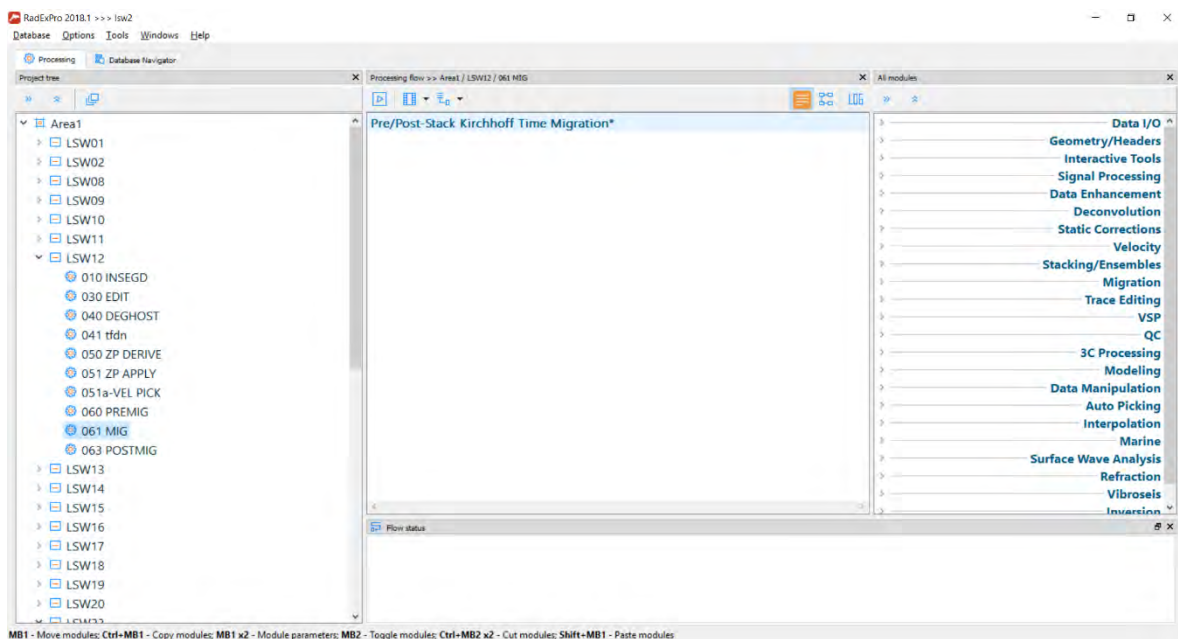 RadExPro 2018.1 >>> lsw2
Database Options Tools Windows Help
Processing Database Navigator
Project tree
Processing flow >> Area1 / LSW12 / 061 MIG
All modules
LOG
Area1
LSW01
LSW02
LSW08
LSW09
LSW10
LSW11
LSW12
010 INSEGD
030 EDIT
040 DEGHOST
041 tfdn
050 ZP DERIVE
051 ZP APPLY
051a-VEL PICK
060 PREMIG
061 MIG
063 POSTMIG
LSW13
LSW14
LSW15
LSW16
LSW17
LSW18
LSW19
LSW20
Pre/Post-Stack Kirchhoff Time Migration*
Flow status
Data I/O
Geometry/Headers
Interactive Tools
Signal Processing
Data Enhancement
Deconvolution
Static Corrections
Velocity
Stacking/Ensembles
Migration
Trace Editing
VSP
QC
3C Processing
Modeling
Data Manipulation
Auto Picking
Interpolation
Marine
Surface Wave Analysis
Refraction
Vibroseis
Inversion
MB1 - Move modules; Ctrl+MB1 - Copy modules; MB1 x2 - Module parameters; MB2 - Toggle modules; Ctrl+MB2 x2 - Cut modules; Shift+MB1 - Paste modules